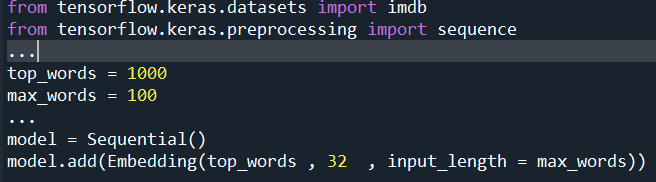 from tensorflow.keras.datasets import imdb
from tensorflow.keras.preprocessing import sequence
...
top_words = 1000
max_words = 100
...
model = Sequential()
model.add(Embedding(top_words , 32  , input_length = max_words))